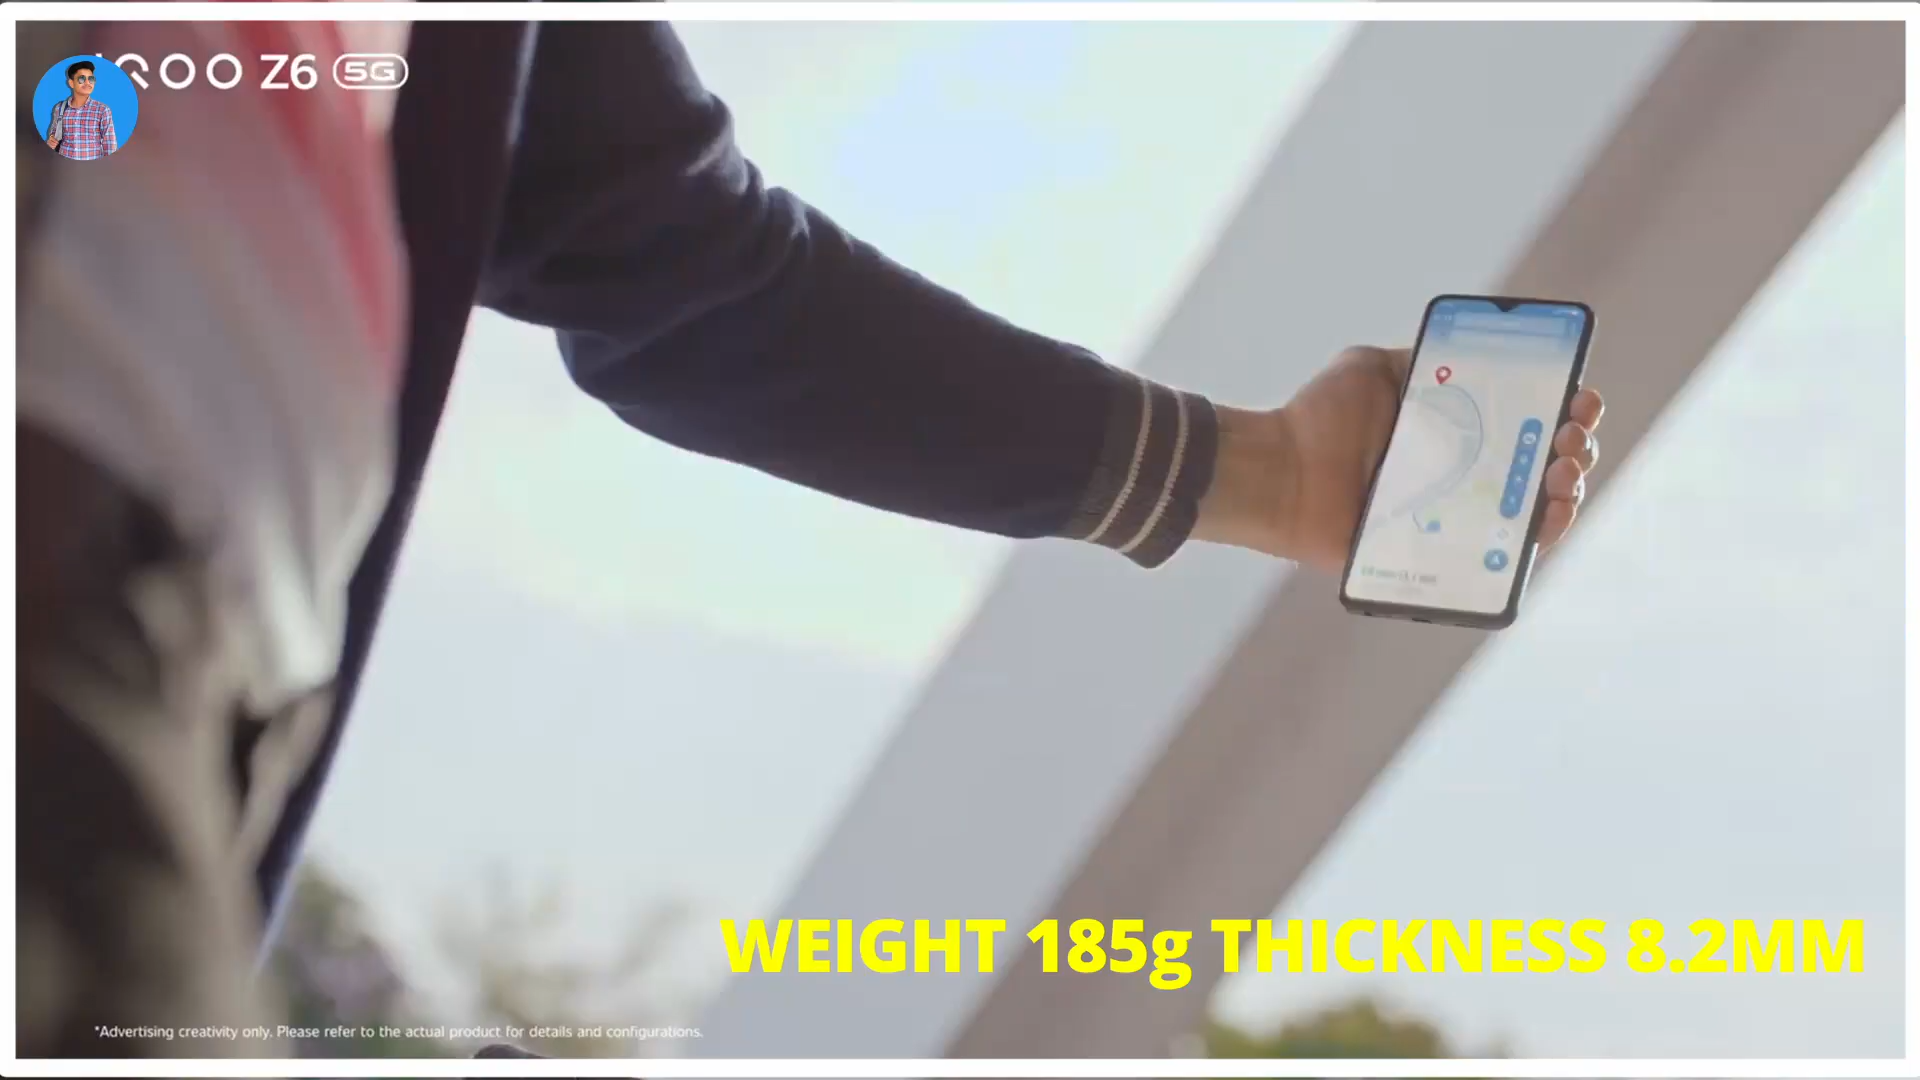 iQOO Z6 5G
WEIGHT 185g THICKNESS 8.2MM
*Advertising creativity only. Please refer to the actual product for details and configurations.